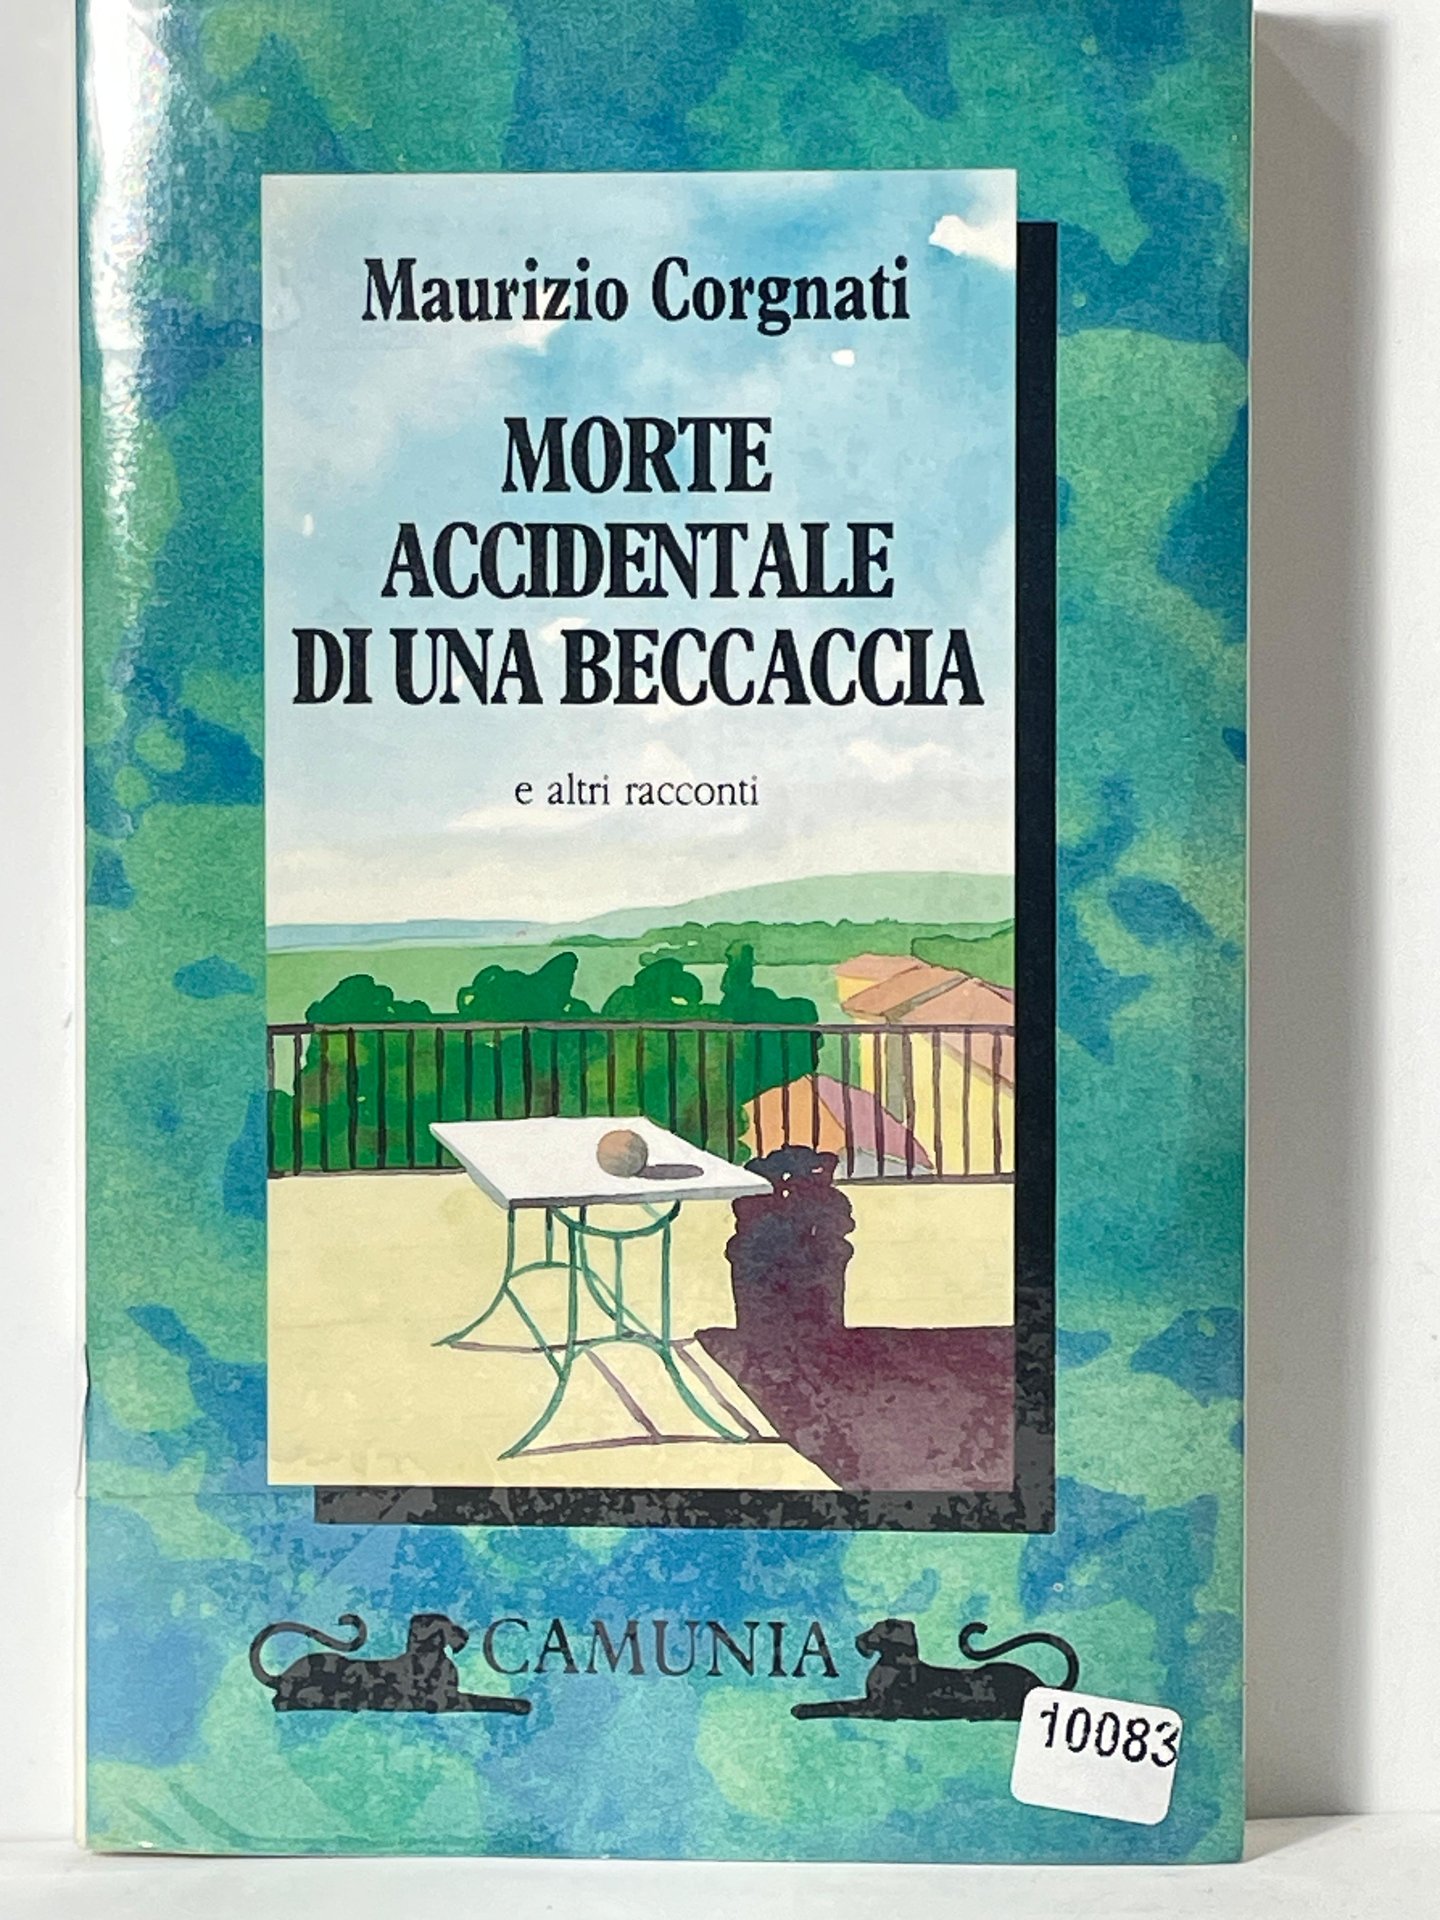 Maurizio Corgnati
MORTE
ACCIDENTALE
DI UNA BECCACCIA
e altri racconti
CAMUNIA
10083